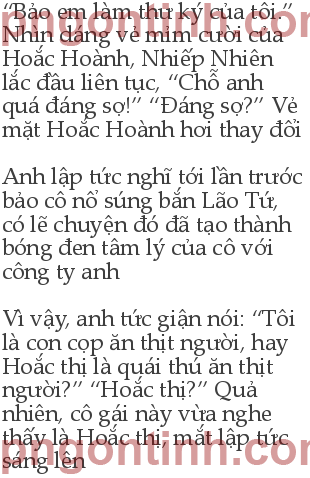 “Bảo em làm thư ký của tôi.”
Nhìn dáng vẻ mỉm cười của
Hoắc Hoành, Nhiếp Nhiên
lắc đầu liên tục, “Chỗ anh
quá đáng sợ!” “Đáng sợ?” Vẻ
mặt Hoắc Hoành hơi thay đổi
Anh lập tức nghĩ tới lần trước
bảo cô nổ súng bắn Lão Tứ,
có lẽ chuyện đó đã tạo thành
bóng đen tâm lý của cô với
công ty anh
Vì vậy, anh tức giận nói: “Tôi
là con cọp ăn thịt người, hay
Hoắc thị là quái thú ăn thịt
người?” “Hoắc thị?” Quả
nhiên, cô gái này vừa nghe
thấy là Hoắc thị, mắt lập tức
sáng lên
pngontinh.com
pngontinh.com